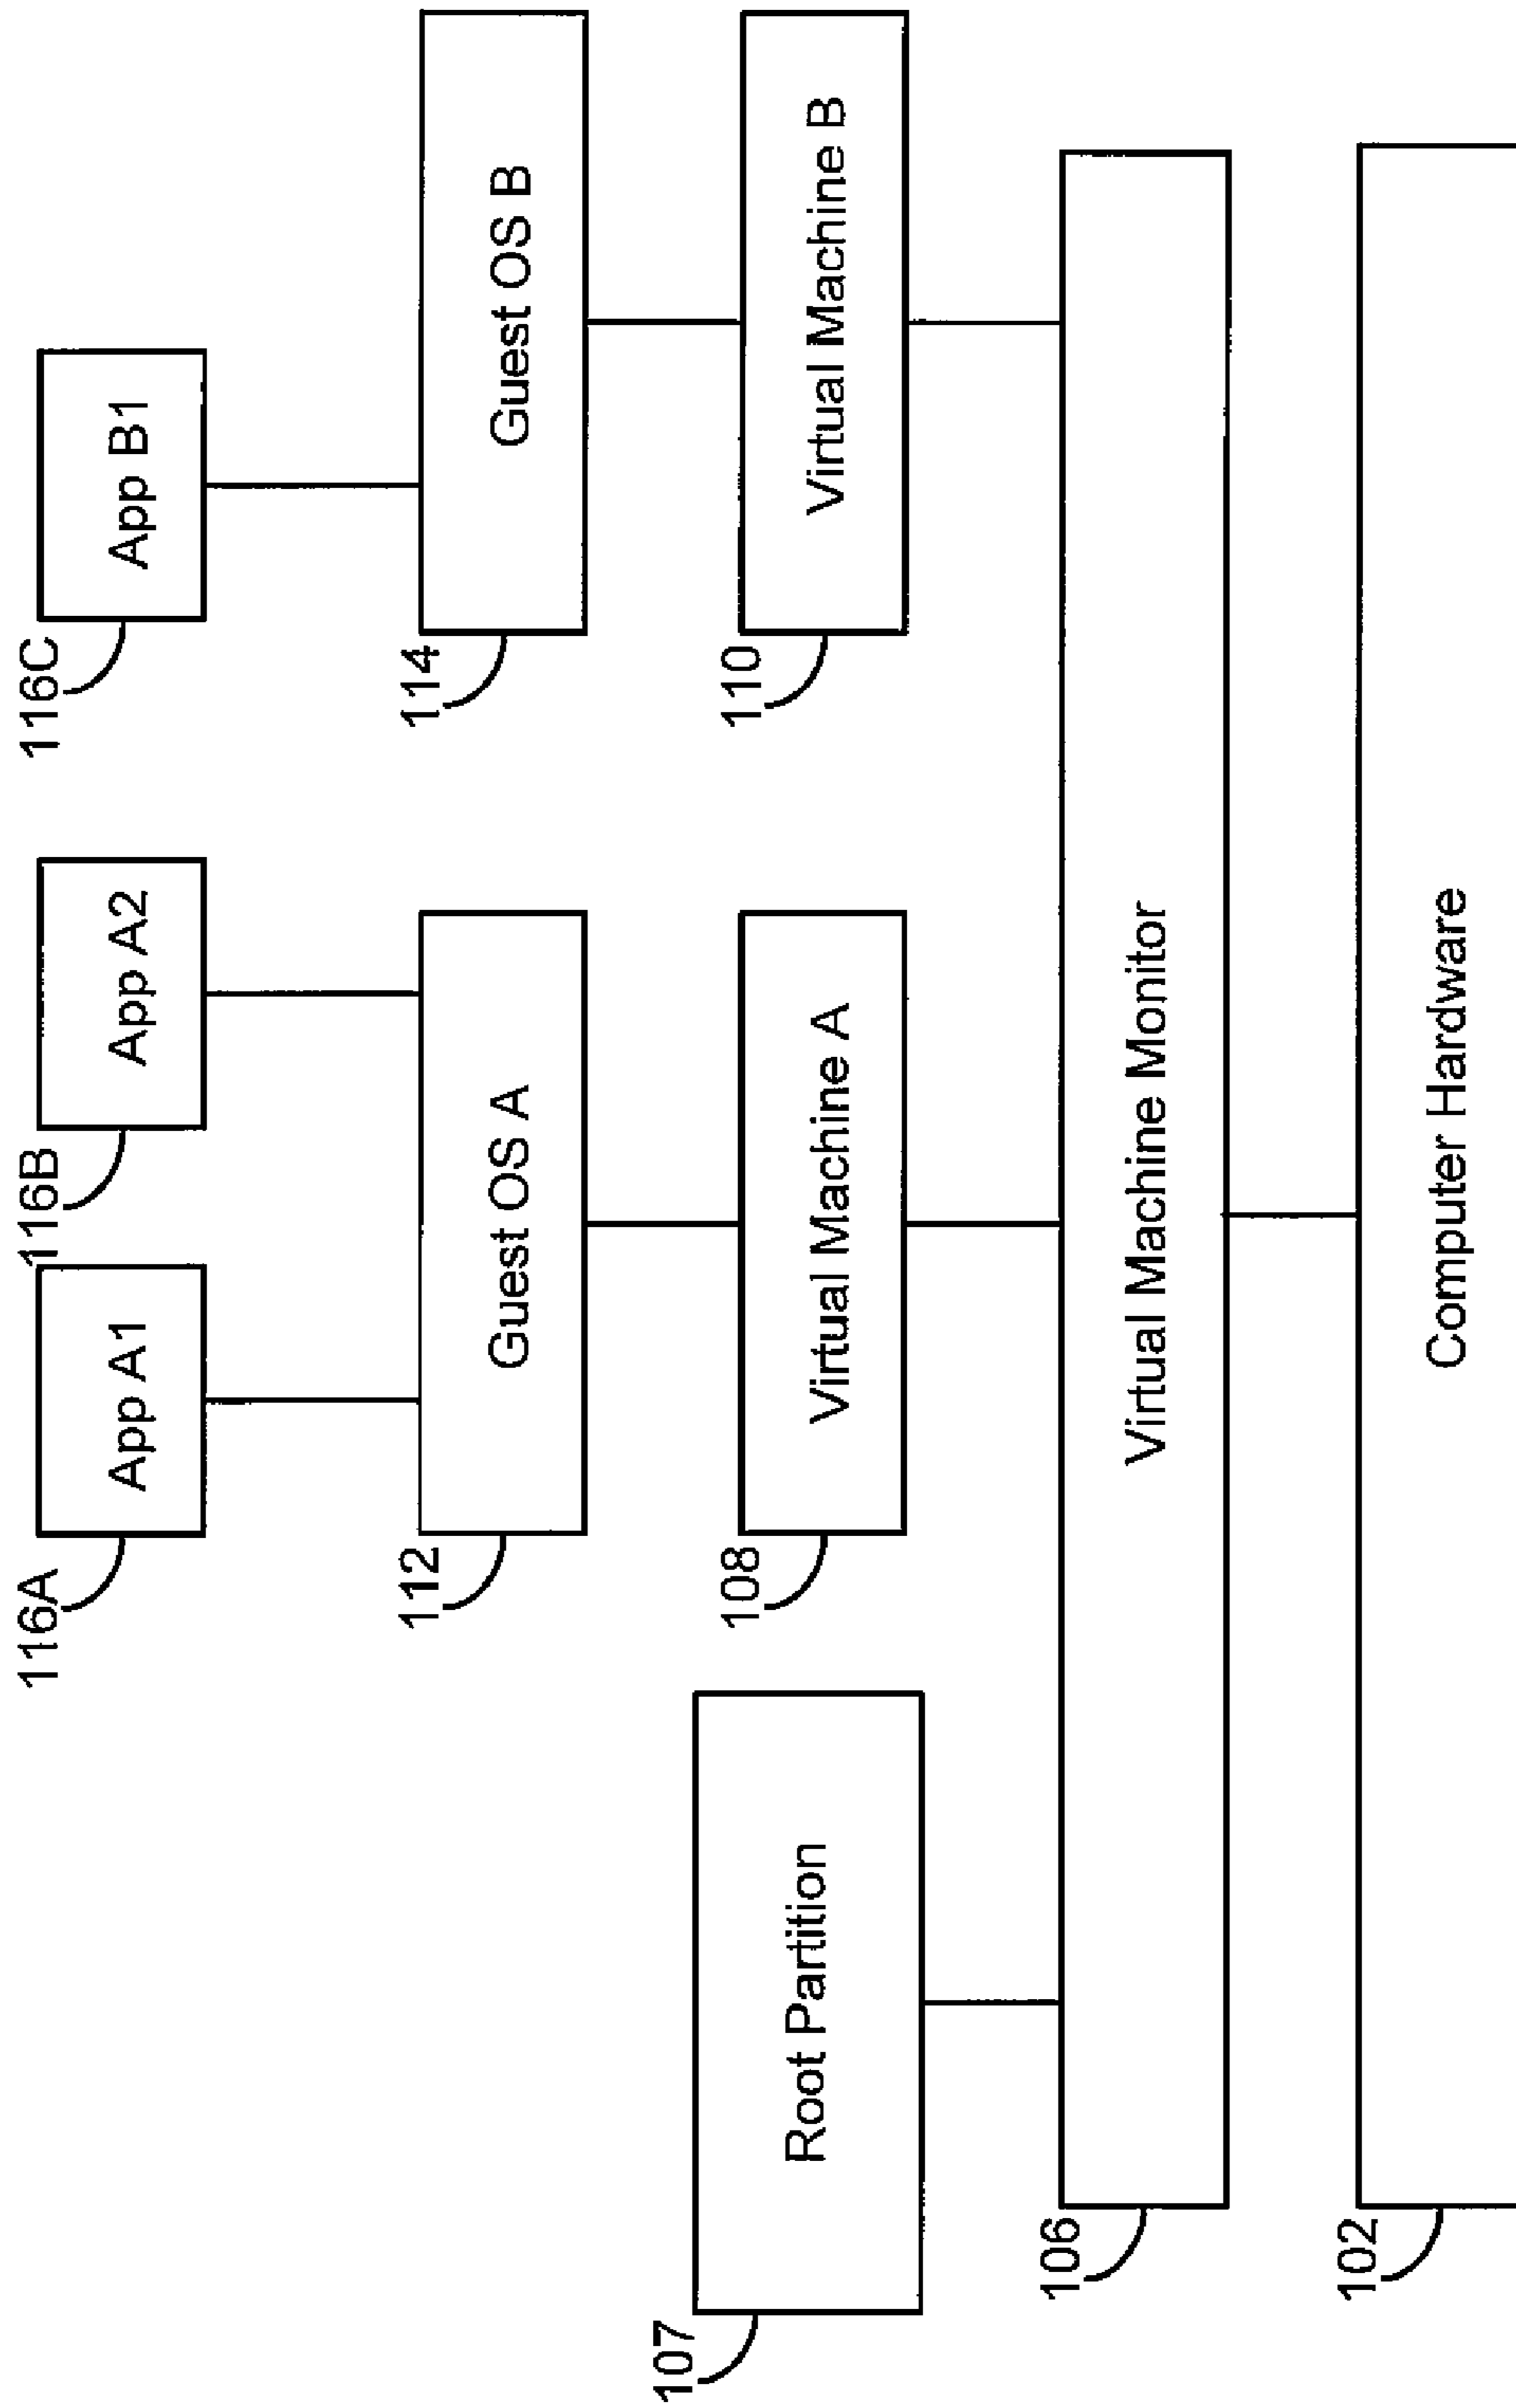 116A
App A1
116B
App A2
116C
App B1
112
Guest OS A
114
Guest OS B
107
Root Partition
108
Virtual Machine A
110
Virtual Machine B
106
Virtual Machine Monitor
102
Computer Hardware